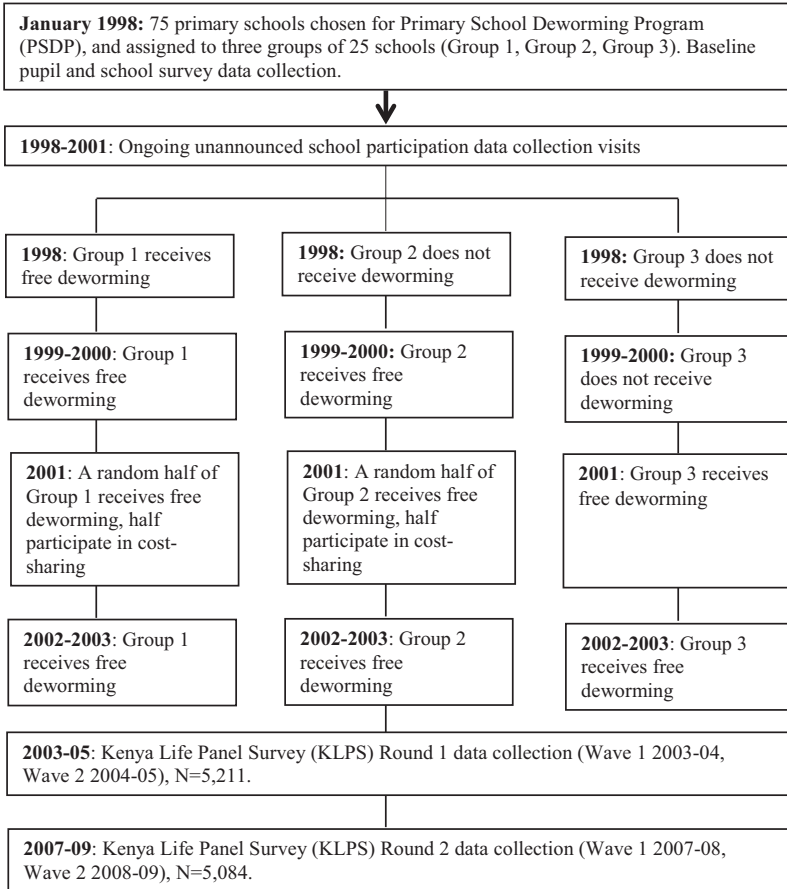 January 1998: 75 primary schools chosen for Primary School Deworming Program
(PSDP), and assigned to three groups of 25 schools (Group 1, Group 2, Group 3). Baseline
pupil and school survey data collection.
1998-2001: Ongoing unannounced school participation data collection visits
1998: Group 1 receives
free deworming
1998: Group 2 does not
receive deworming
1998: Group 3 does not
receive deworming
1999-2000: Group 1
receives free
deworming
1999-2000: Group 2
receives free
deworming
1999-2000: Group 3
does not receive
deworming
2001: A random half of
Group 1 receives free
deworming, half
participate in cost-
sharing
2001: A random half of
Group 2 receives free
deworming, half
participate in cost-
sharing
2001: Group 3 receives
free deworming
2002-2003: Group 1
receives free
deworming
2002-2003: Group 2
receives free
deworming
2002-2003: Group 3
receives free
deworming
2003-05: Kenya Life Panel Survey (KLPS) Round 1 data collection (Wave 1 2003-04,
Wave 2 2004-05), N=5,211.
2007-09: Kenya Life Panel Survey (KLPS) Round 2 data collection (Wave 1 2007-08,
Wave 2 2008-09), N=5,084.